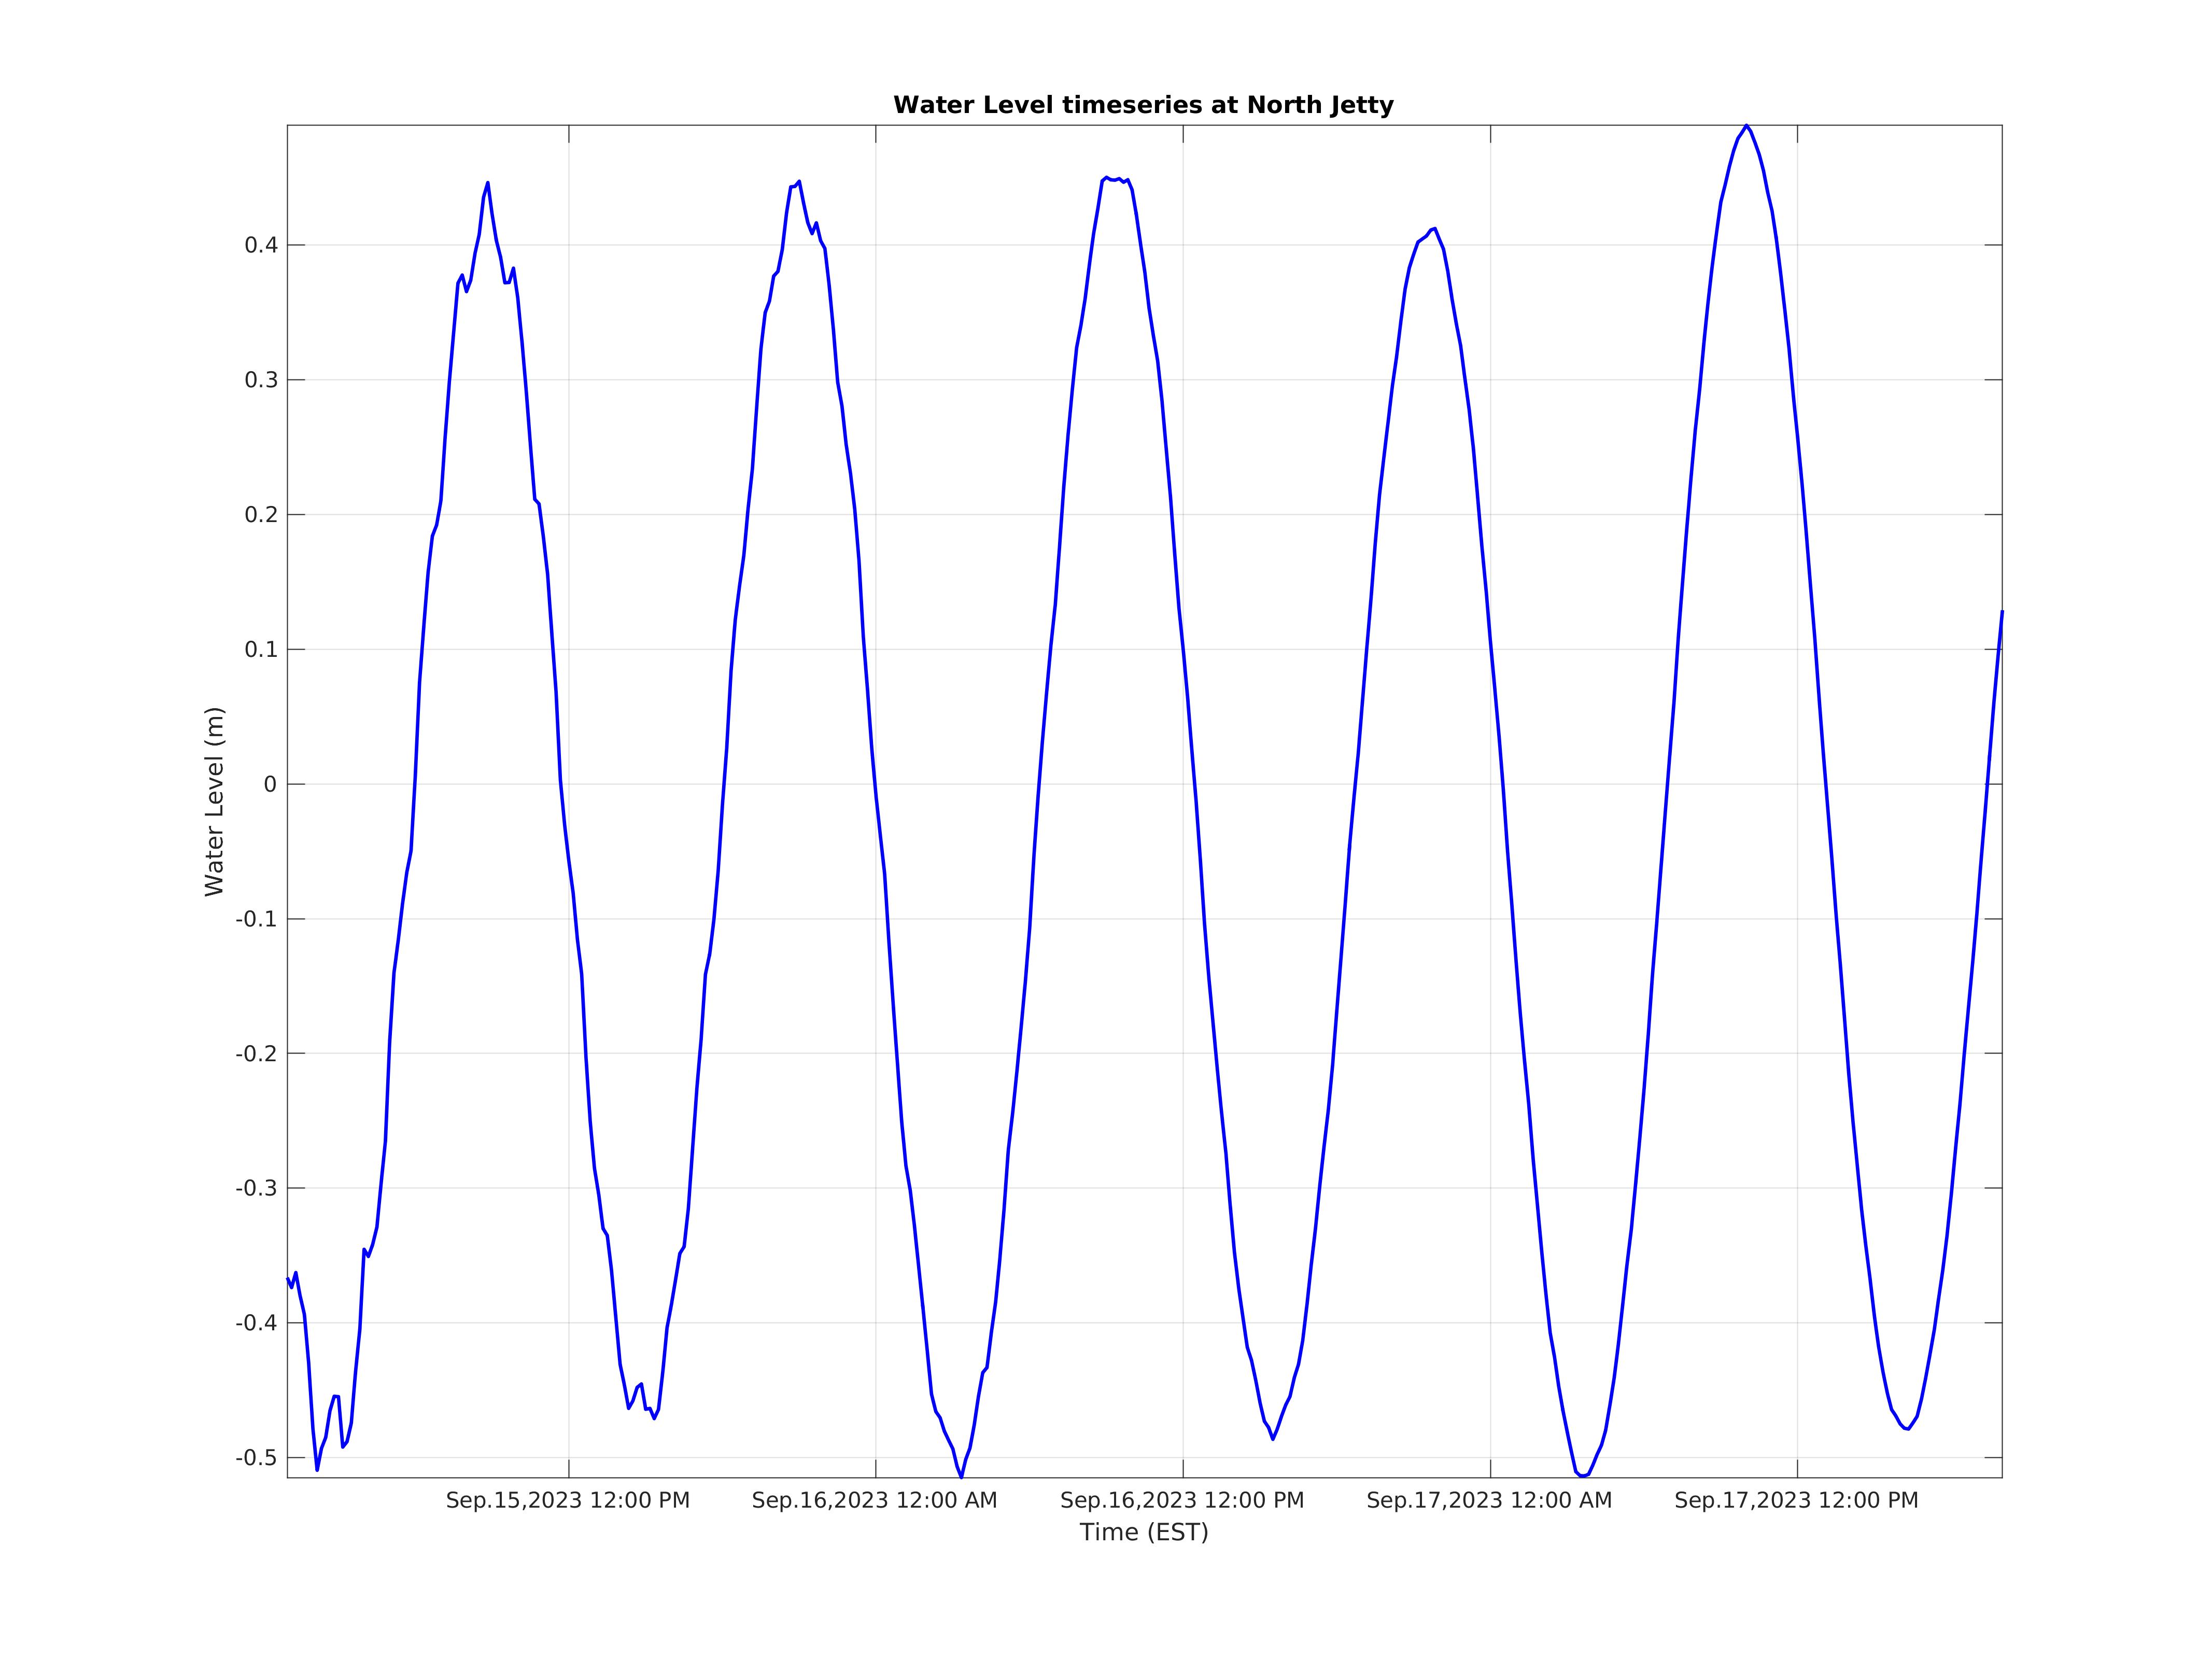 Water Level timeseries at North Jetty
0.4
0.3
0.2
0.1
0
-0.1
-0.2
-0.3
-0.4
-0.5
Water Level (m)
Sep.15,2023 12:00 PM
Sep.16,2023 12:00 AM
Sep.16,2023 12:00 PM
Sep.17,2023 12:00 AM
Sep.17,2023 12:00 PM
Time (EST)